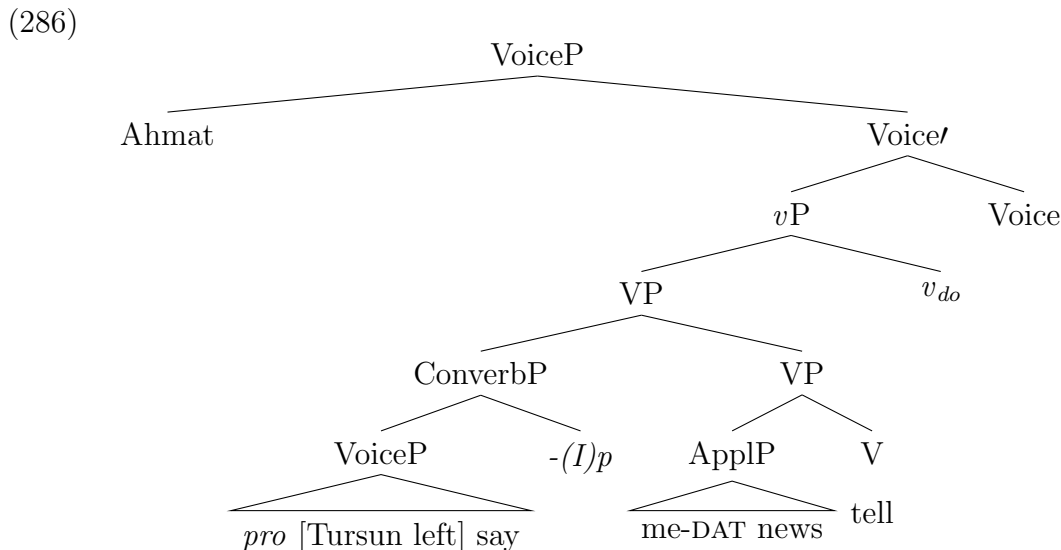 (286)
VoiceP
Ahmat Voice′
vP Voice
VP v_do
ConverbP VP
VoiceP -(I)p ApplP V
pro [Tursun left] say me-DAT news tell